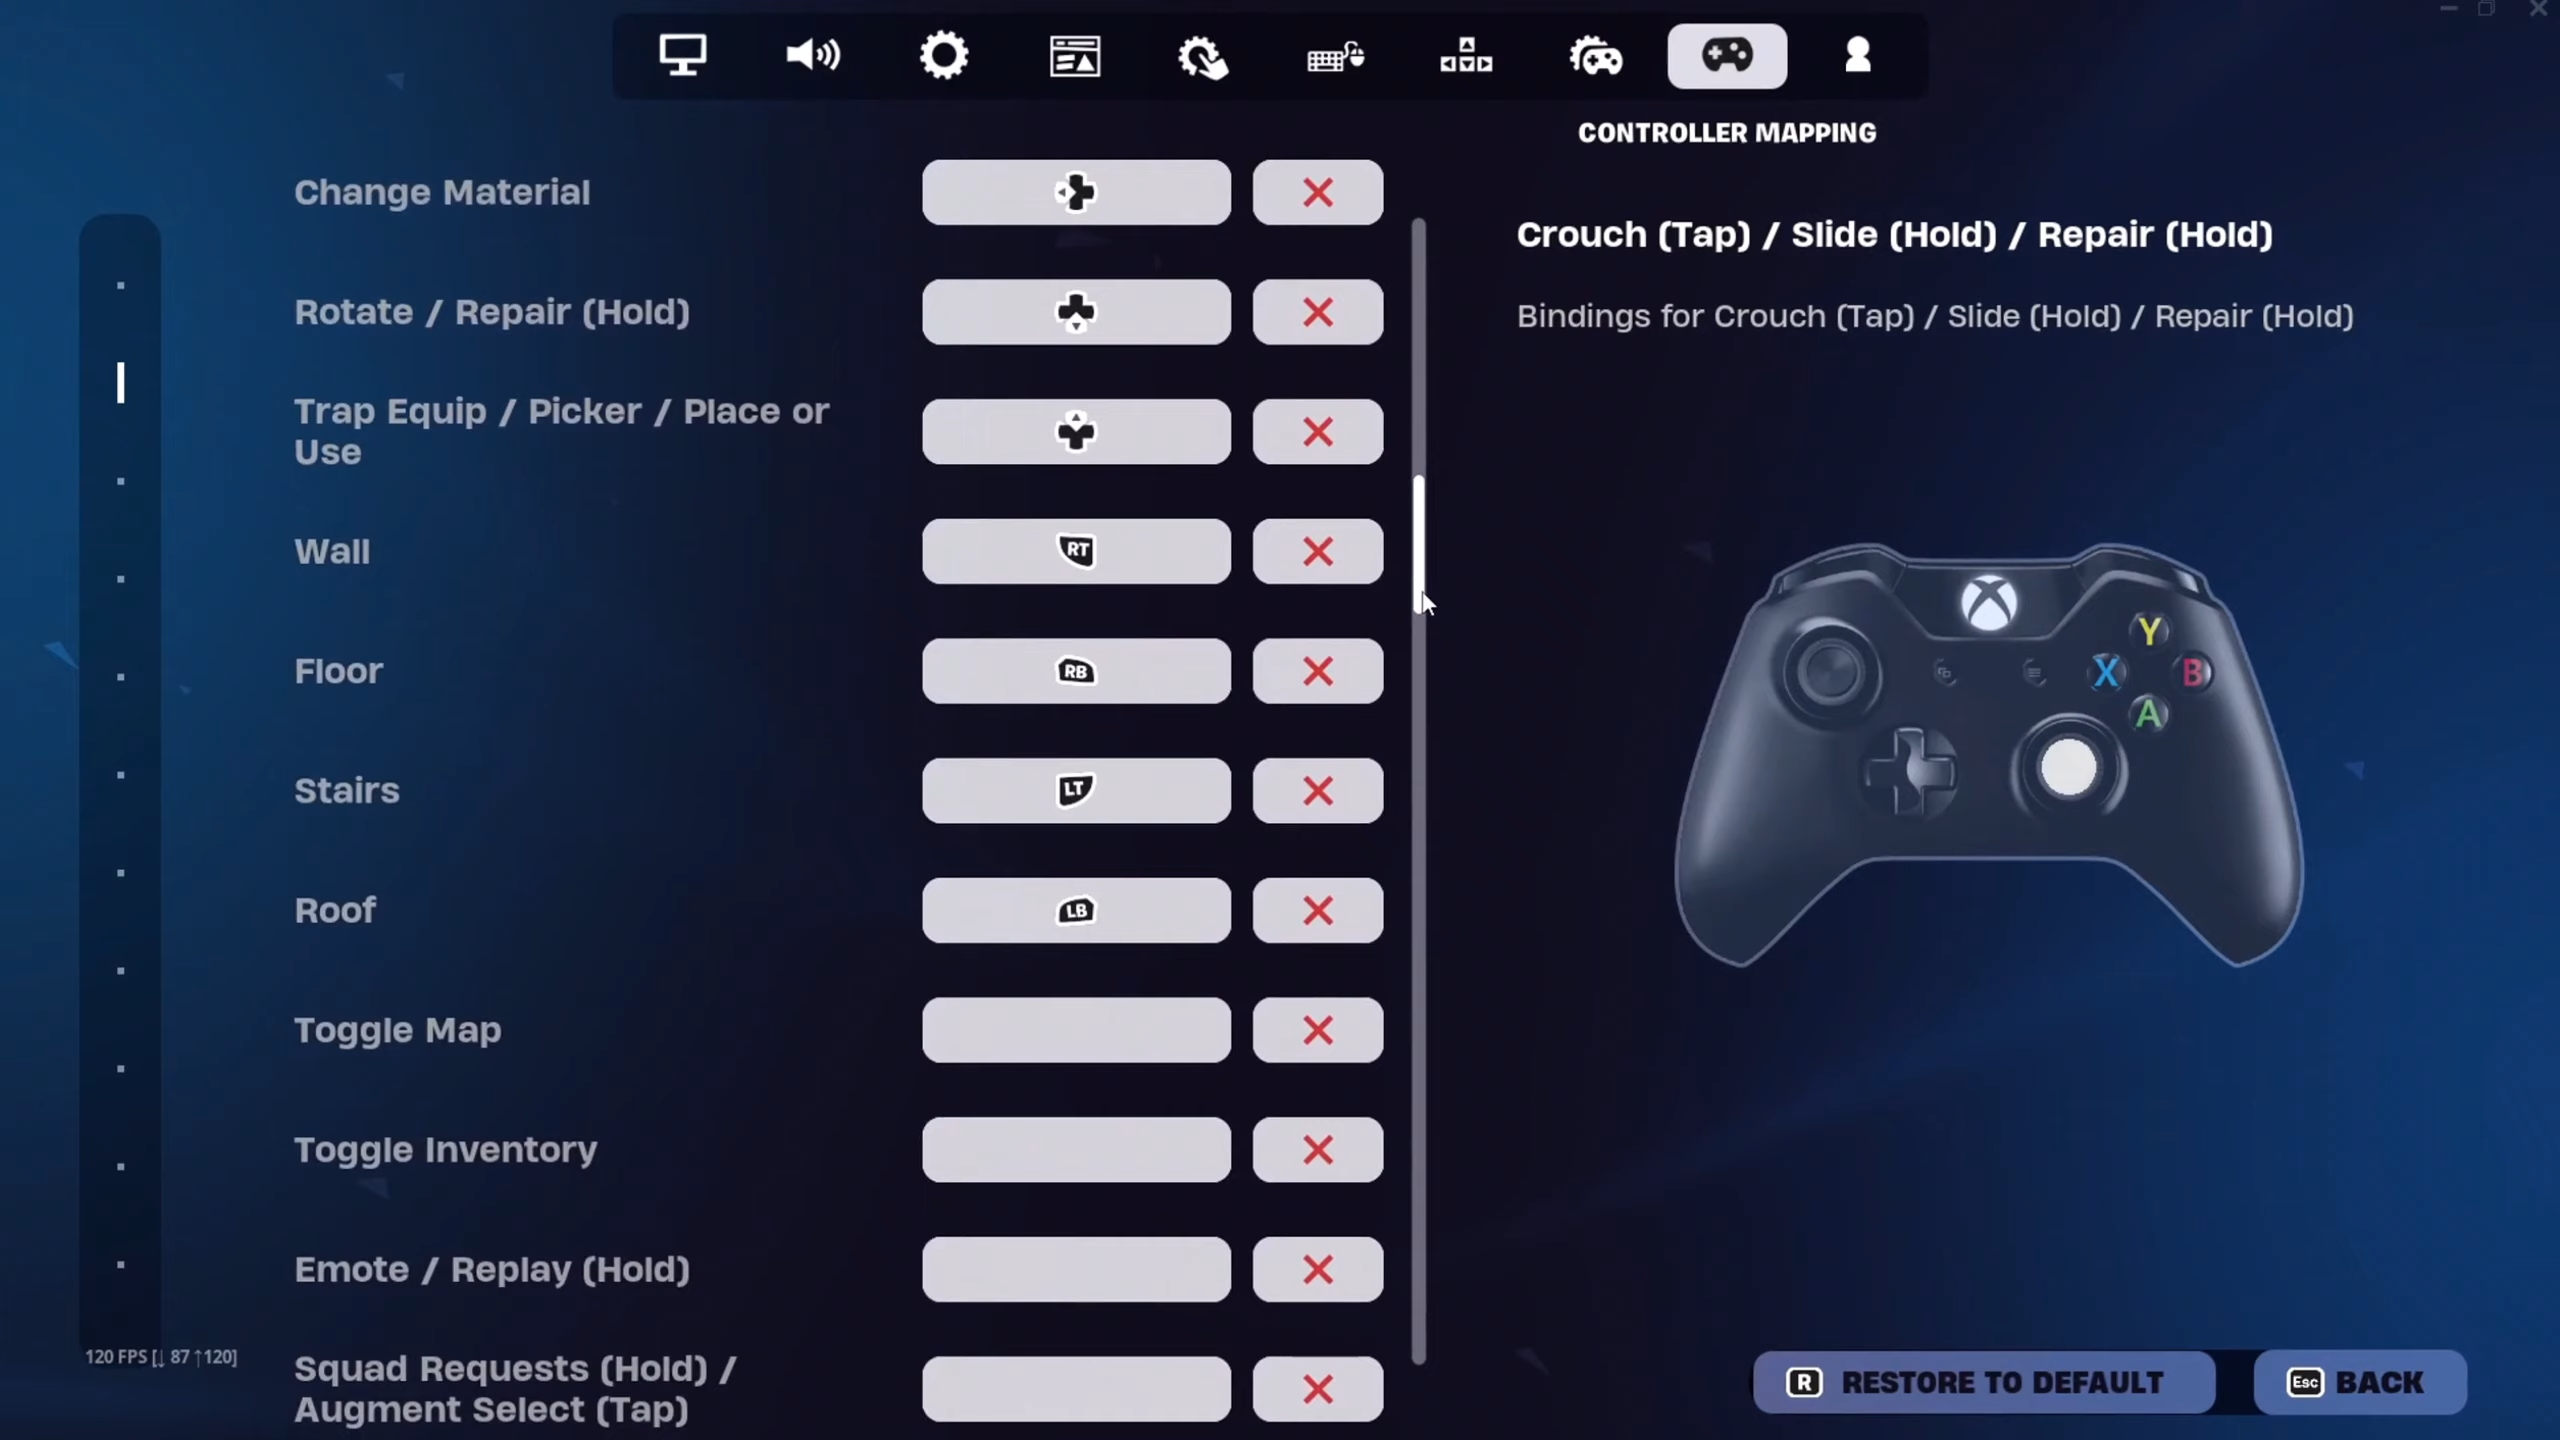 CONTROLLER MAPPING
Change Material
Crouch (Tap) / Slide (Hold) / Repair (Hold)
Rotate / Repair (Hold)
Bindings for Crouch (Tap) / Slide (Hold) / Repair (Hold)
Trap Equip / Picker / Place or
Use
Wall
RT
Floor
RB
Stairs
LT
Roof
LB
Y
X
B
A
Toggle Map
Toggle Inventory
Emote / Replay (Hold)
Squad Requests (Hold) /
Augment Select (Tap)
120 FPS [↓ 87 ↑120]
R RESTORE TO DEFAULT
Esc BACK